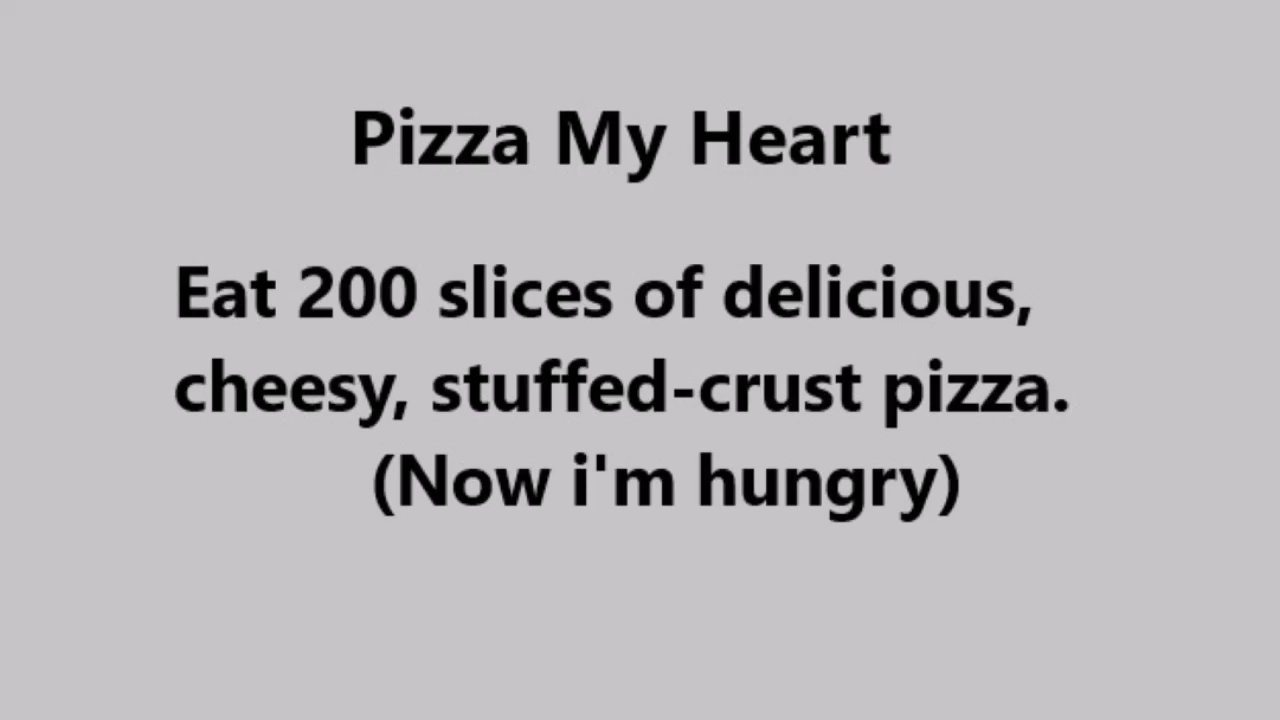 Pizza My Heart
Eat 200 slices of delicious,
cheesy, stuffed-crust pizza.
(Now i'm hungry)